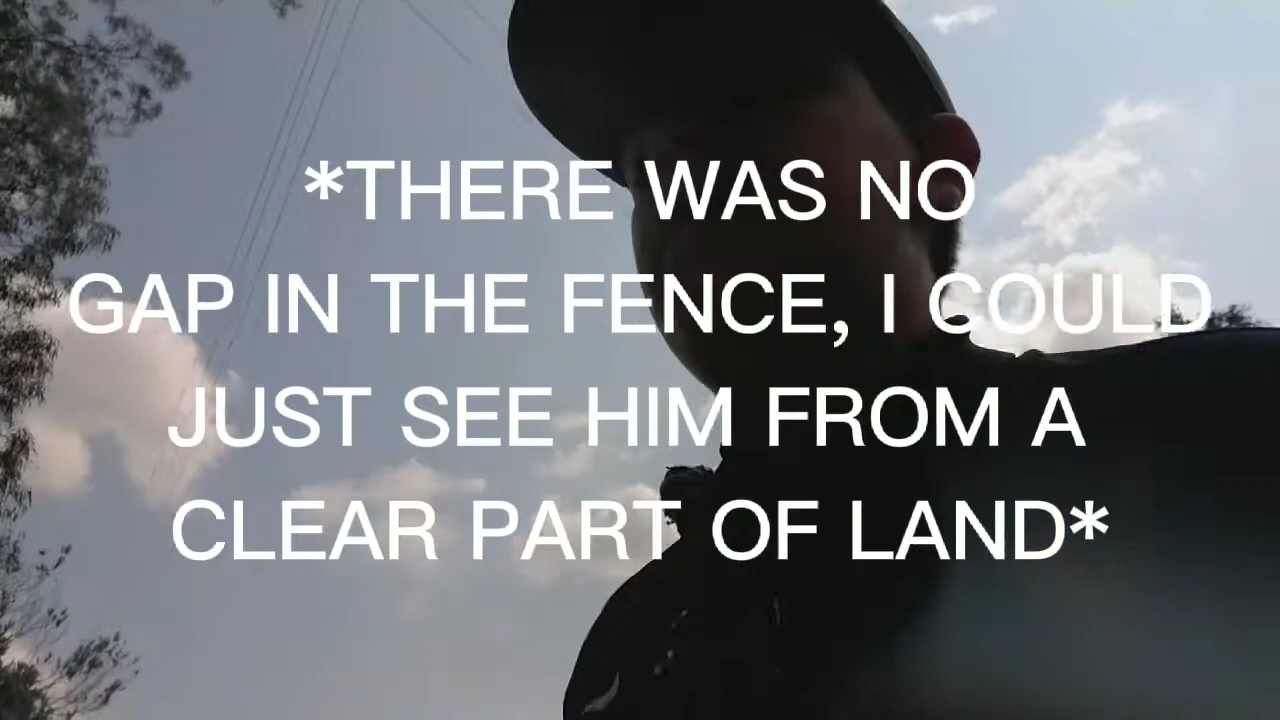 *THERE WAS NO
GAP IN THE FENCE, I COULD
JUST SEE HIM FROM A
CLEAR PART OF LAND*